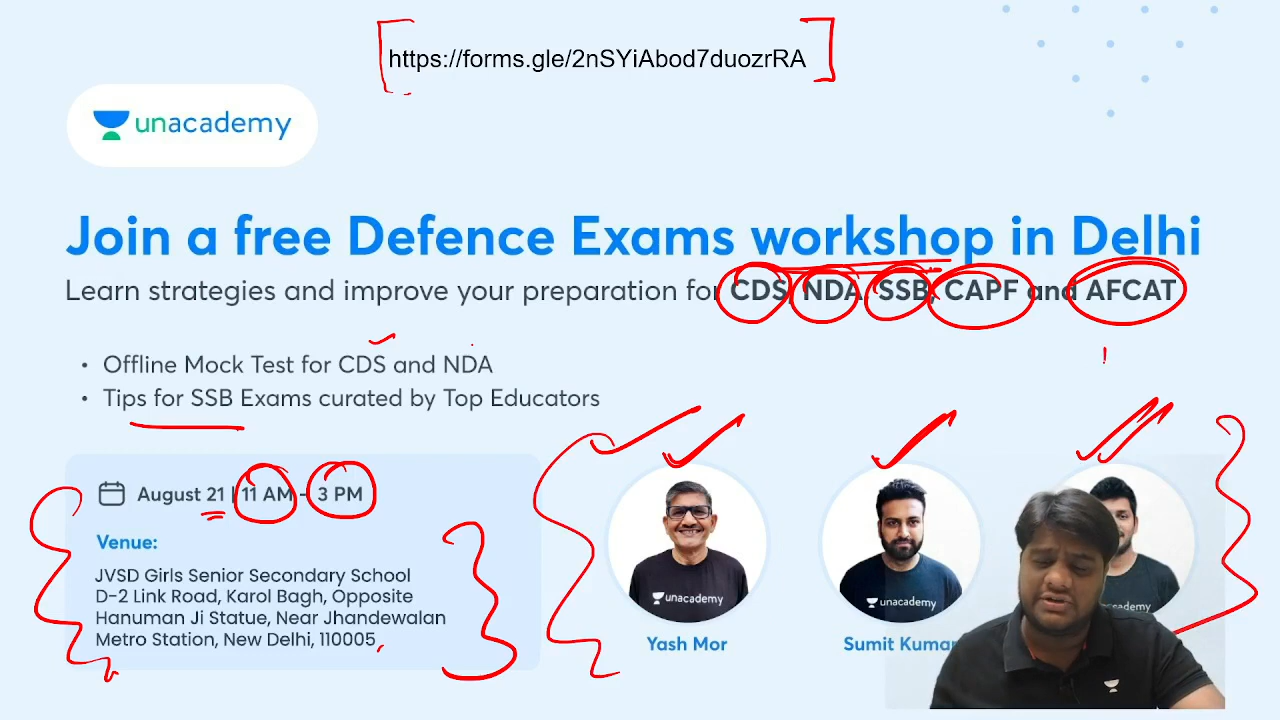 https://forms.gle/2nSYiAbod7duozrRA
unacademy
Join a free Defence Exams workshop in Delhi
Learn strategies and improve your preparation for CDS, NDA, SSB, CAPF and AFCAT
• Offline Mock Test for CDS and NDA
• Tips for SSB Exams curated by Top Educators
August 21 | 11 AM - 3 PM
Venue:
JVSD Girls Senior Secondary School
D-2 Link Road, Karol Bagh, Opposite
Hanuman Ji Statue, Near Jhandewalan
Metro Station, New Delhi, 110005
unacademy
unacademy
unacademy
Yash Mor
Sumit Kumar